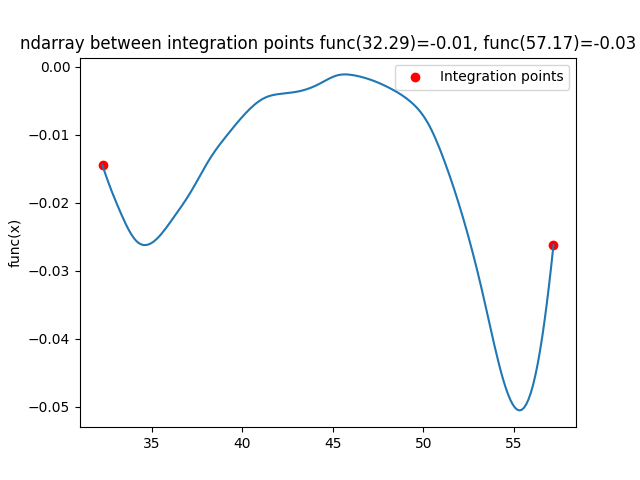 ndarray between integration points func(32.29)=-0.01, func(57.17)=-0.03
Integration points
func(x)
0.00
−0.01
−0.02
−0.03
−0.04
−0.05
35 40 45 50 55